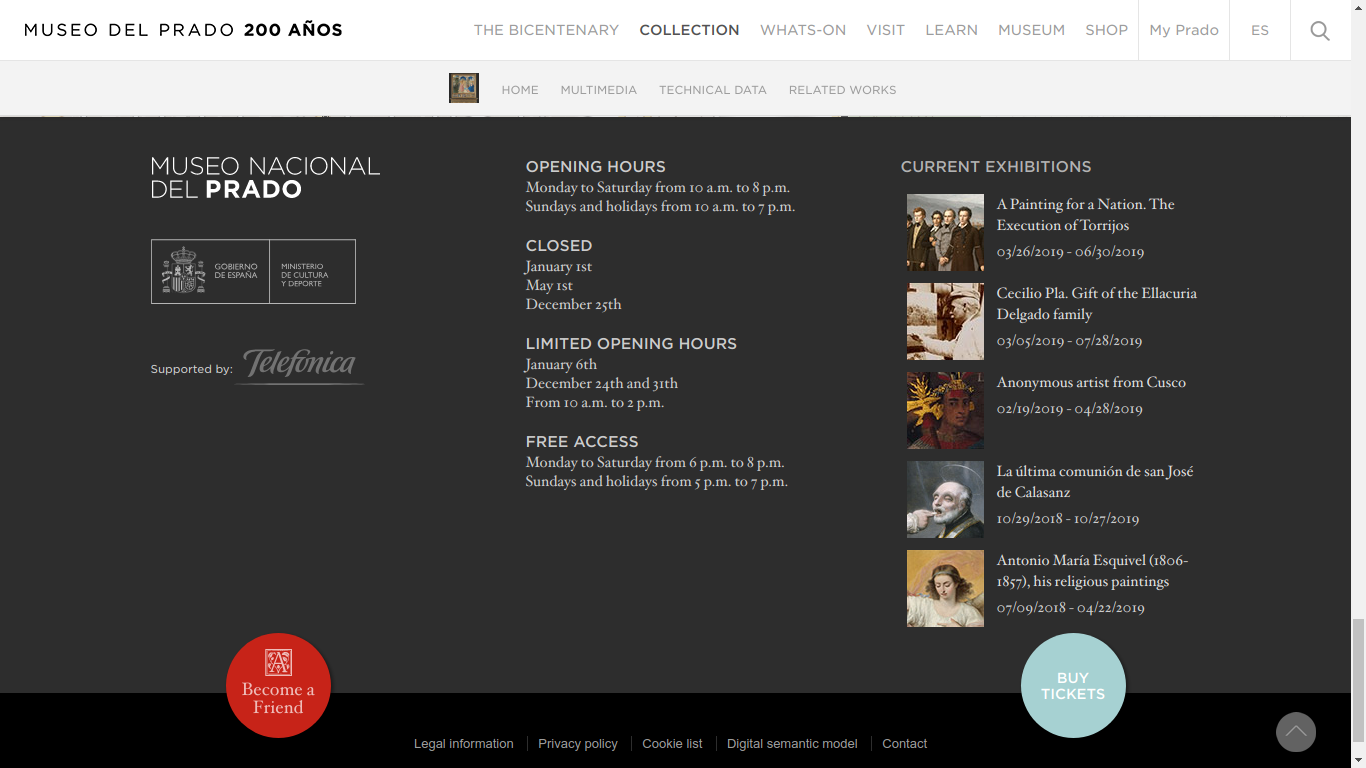 MUSEO DEL PRADO 200 AÑOS
THE BICENTENARY
COLLECTION
WHATS-ON
VISIT
LEARN
MUSEUM
SHOP
My Prado
ES
HOME
MULTIMEDIA
TECHNICAL DATA
RELATED WORKS
MUSEO NACIONAL
DEL PRADO
GOBIERNO
DE ESPAÑA
MINISTERIO
DE CULTURA
Y DEPORTE
Supported by:
Telefónica
OPENING HOURS
Monday to Saturday from 10 a.m. to 8 p.m.
Sundays and holidays from 10 a.m. to 7 p.m.
CLOSED
January 1st
May 1st
December 25th
LIMITED OPENING HOURS
January 6th
December 24th and 31th
From 10 a.m. to 2 p.m.
FREE ACCESS
Monday to Saturday from 6 p.m. to 8 p.m.
Sundays and holidays from 5 p.m. to 7 p.m.
CURRENT EXHIBITIONS
A Painting for a Nation. The
Execution of Torrijos
03/26/2019 - 06/30/2019
Cecilio Pla. Gift of the Ellacuria
Delgado family
03/05/2019 - 07/28/2019
Anonymous artist from Cusco
02/19/2019 - 04/28/2019
La última comunión de san José
de Calasanz
10/29/2018 - 10/27/2019
Antonio María Esquivel (1806-
1857), his religious paintings
07/09/2018 - 04/22/2019
A
Become a
Friend
BUY
TICKETS
Legal information
Privacy policy
Cookie list
Digital semantic model
Contact